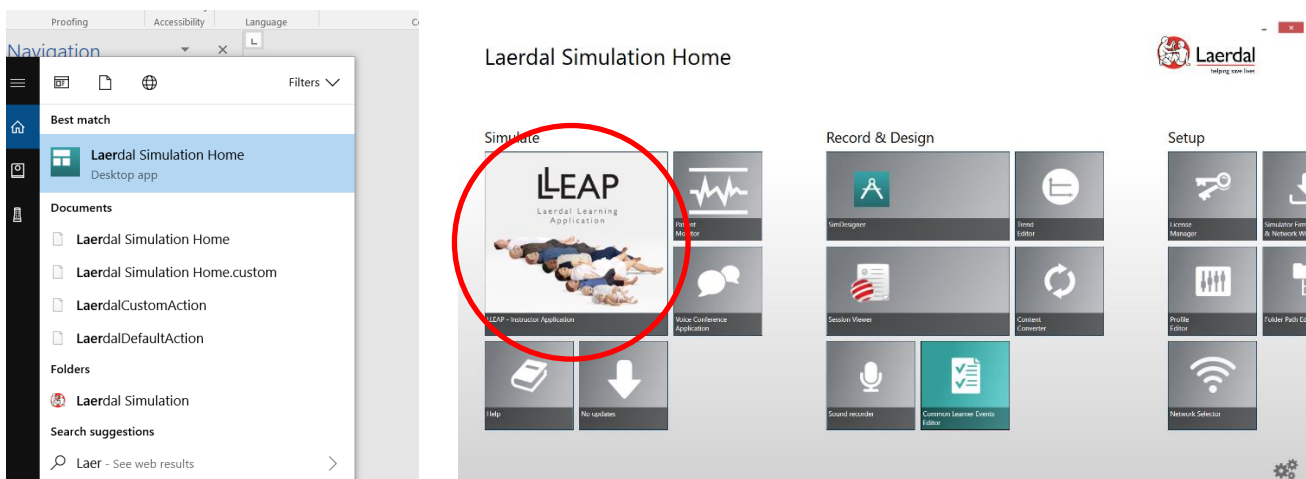 Proofing
Accessibility
Language
Navigation
Filters
Best match
Laerdal Simulation Home
Desktop app
Documents
Laerdal Simulation Home
Laerdal Simulation Home.custom
LaerdalCustomAction
LaerdalDefaultAction
Folders
Laerdal Simulation
Search suggestions
Laer - See web results
Laerdal Simulation Home
Laerdal
helping save lives
Simulate
LLEAP
Laerdal Learning
Application
LLEAP - Instructor Application
Patient
Monitor
Voice Conference
Application
Help
No updates
Record & Design
SimDesigner
Trend
Editor
Session Viewer
Content
Converter
Sound recorder
Common Learner Events
Editor
Setup
License
Manager
Simulator
& Network
Profile
Editor
Folder Path
Network Selector